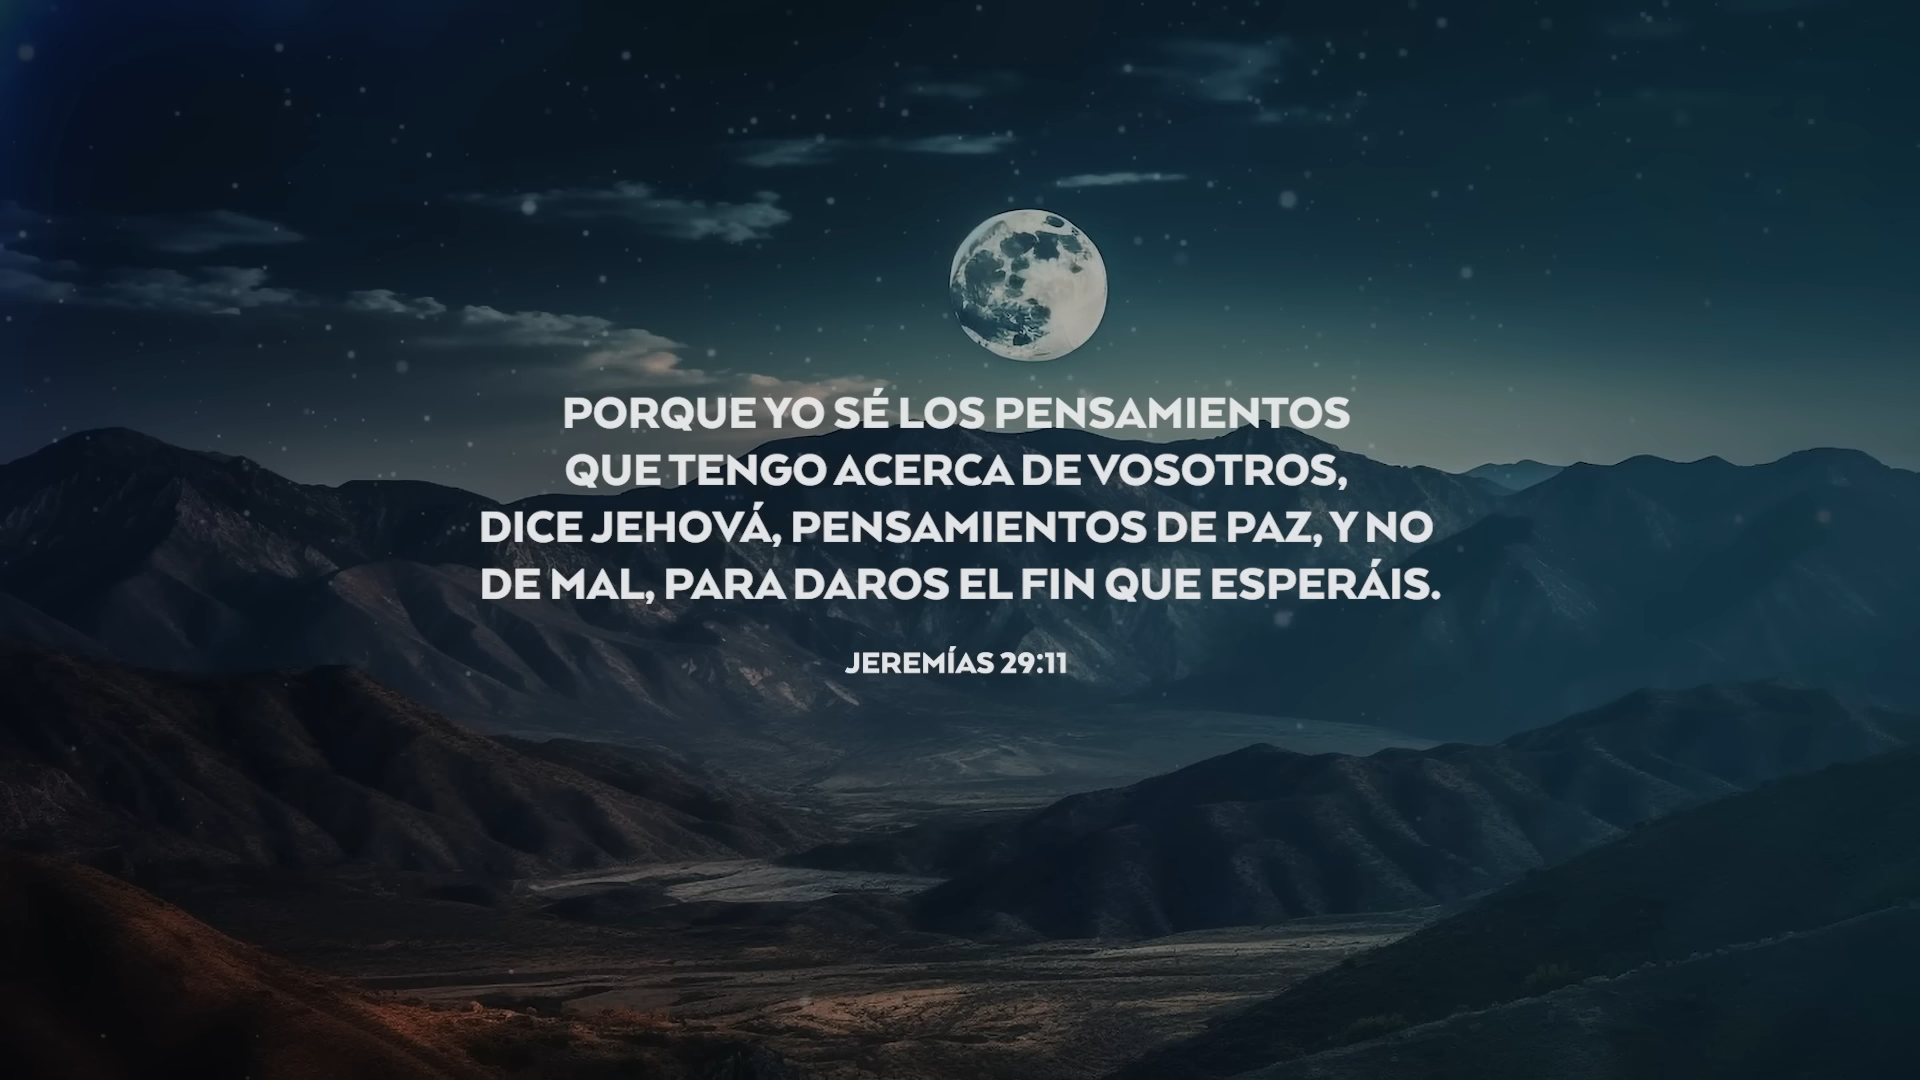 PORQUE YO SÉ LOS PENSAMIENTOS
QUE TENGO ACERCA DE VOSOTROS,
DICE JEHOVÁ, PENSAMIENTOS DE PAZ, Y NO
DE MAL, PARA DAROS EL FIN QUE ESPERÁIS.
JEREMÍAS 29:11